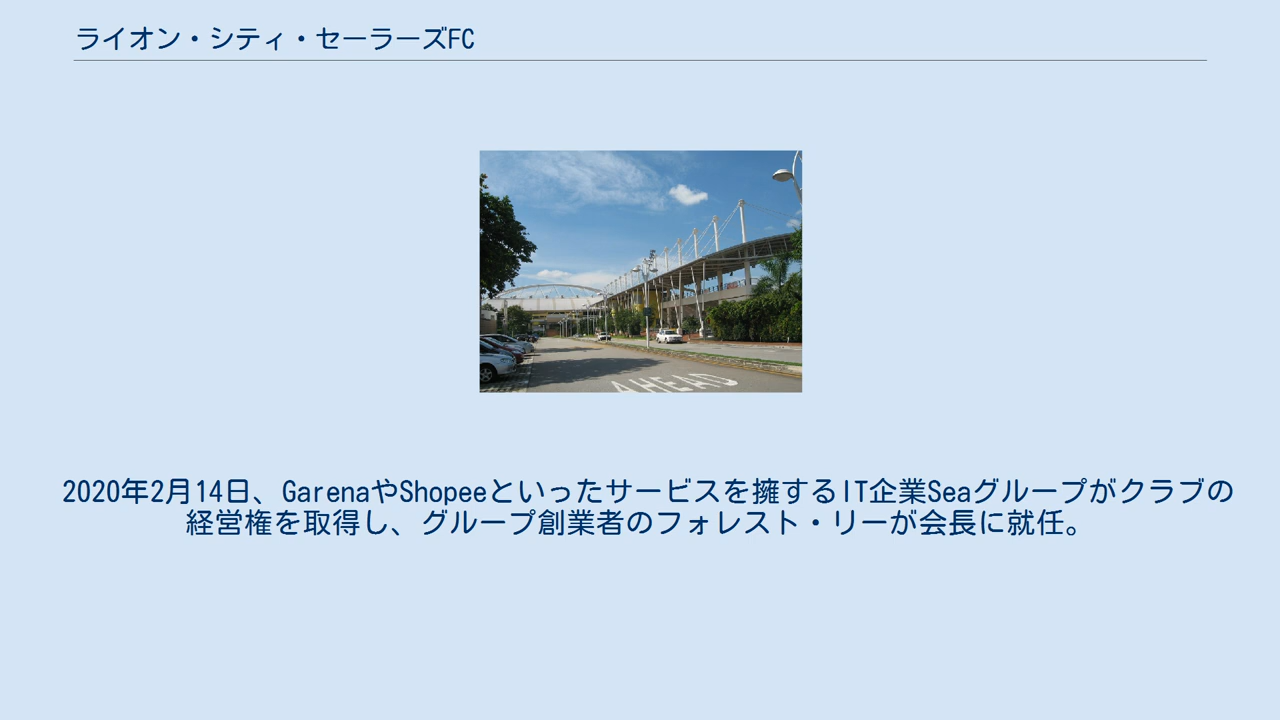 ライオン・シティ・セーラーズFC
AHEAD
2020年2月14日、GarenaやShopeeといったサービスを擁するIT企業Seaグループがクラブの
経営権を取得し、グループ創業者のフォレスト・リーが会長に就任。